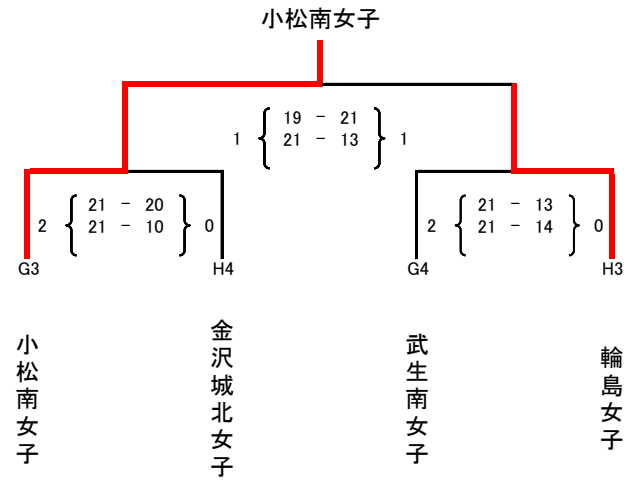 小松南女子
19 - 21
1 { 21 - 13 } 1
21 - 20
2 { 21 - 10 } 0
21 - 13
2 { 21 - 14 } 0
G3 H4 G4 H3
小松南女子
金沢城北女子
武生南女子
輪島女子